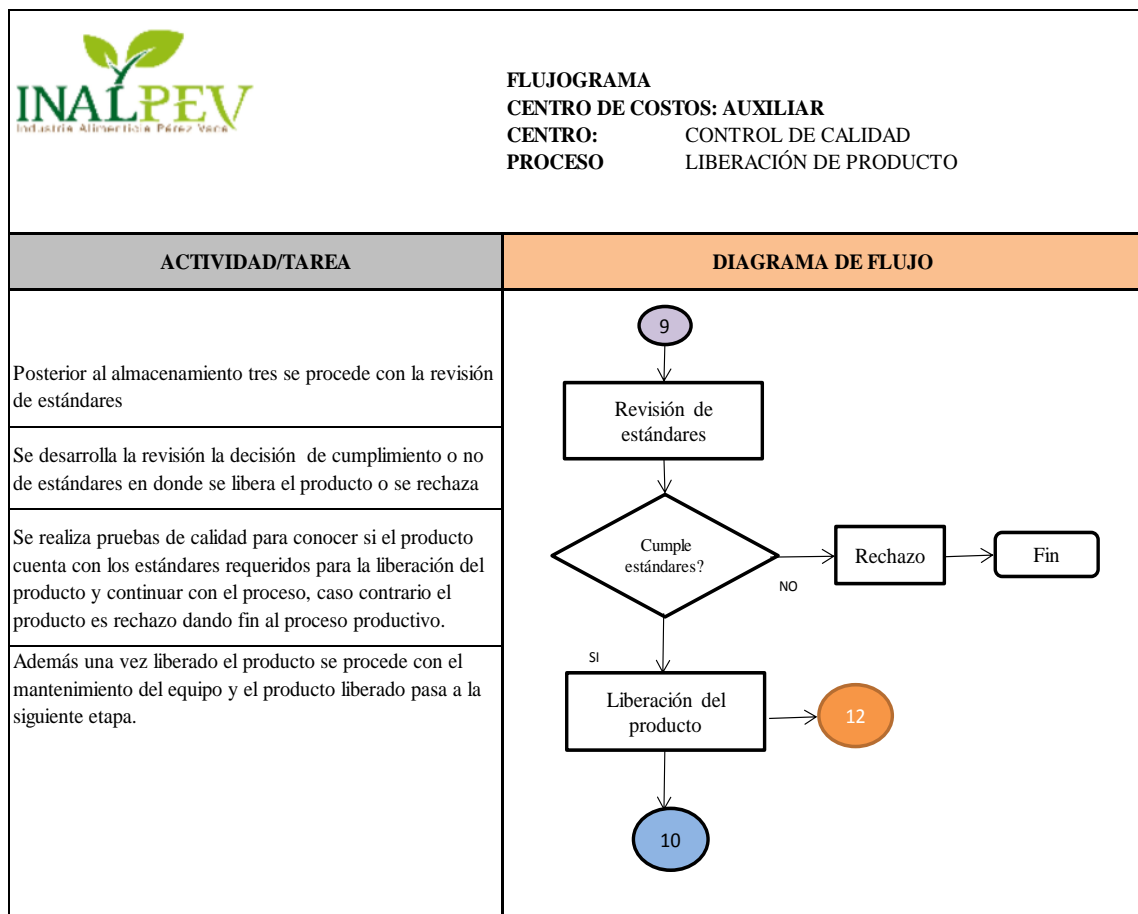 INALPEV
Industria Alimenticia Pérez Vaca
FLUJOGRAMA
CENTRO DE COSTOS: AUXILIAR
CENTRO: CONTROL DE CALIDAD
PROCESO LIBERACIÓN DE PRODUCTO
ACTIVIDAD/TAREA
DIAGRAMA DE FLUJO
Posterior al almacenamiento tres se procede con la revisión
de estándares
Se desarrolla la revisión la decisión de cumplimiento o no
de estándares en donde se libera el producto o se rechaza
Se realiza pruebas de calidad para conocer si el producto
cuenta con los estándares requeridos para la liberación del
producto y continuar con el proceso, caso contrario el
producto es rechazo dando fin al proceso productivo.
Además una vez liberado el producto se procede con el
mantenimiento del equipo y el producto liberado pasa a la
siguiente etapa.
9
Revisión de
estándares
Cumple
estándares?
NO
Rechazo
Fin
SI
Liberación del
producto
12
10